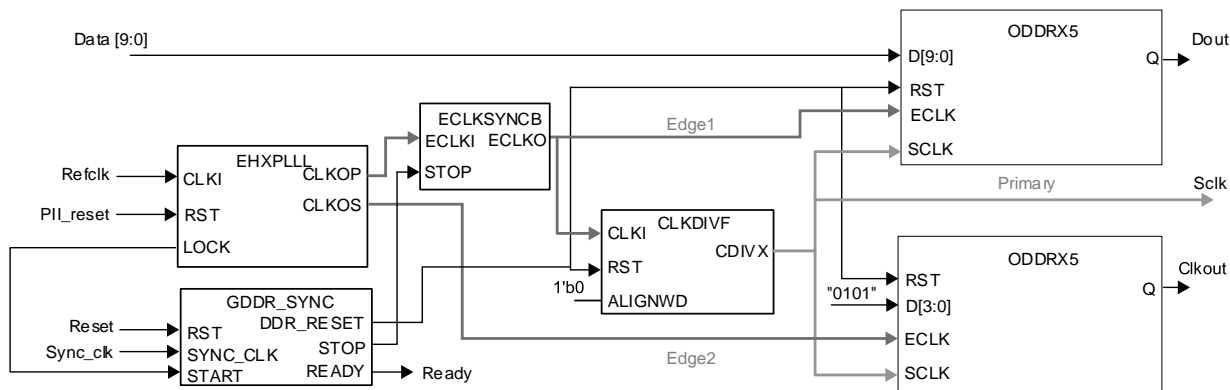 Data [9:0]
ODDRX5
D[9:0]
RST
ECLK
SCLK
Q
Dout
ECLKSYNCB
ECLKI
ECLKO
STOP
Edge1
EHXPLLL
Refclk
CLKI
CLKOP
Pll_reset
RST
CLKOS
LOCK
Primary
Sclk
CLKDIVF
CLKI
RST
CDIVX
1'b0
ALIGNWD
GDDR_SYNC
Reset
RST
DDR_RESET
Sync_clk
SYNC_CLK
STOP
START
READY
Ready
ODDRX5
RST
"0101"
D[3:0]
ECLK
SCLK
Q
Clkout
Edge2